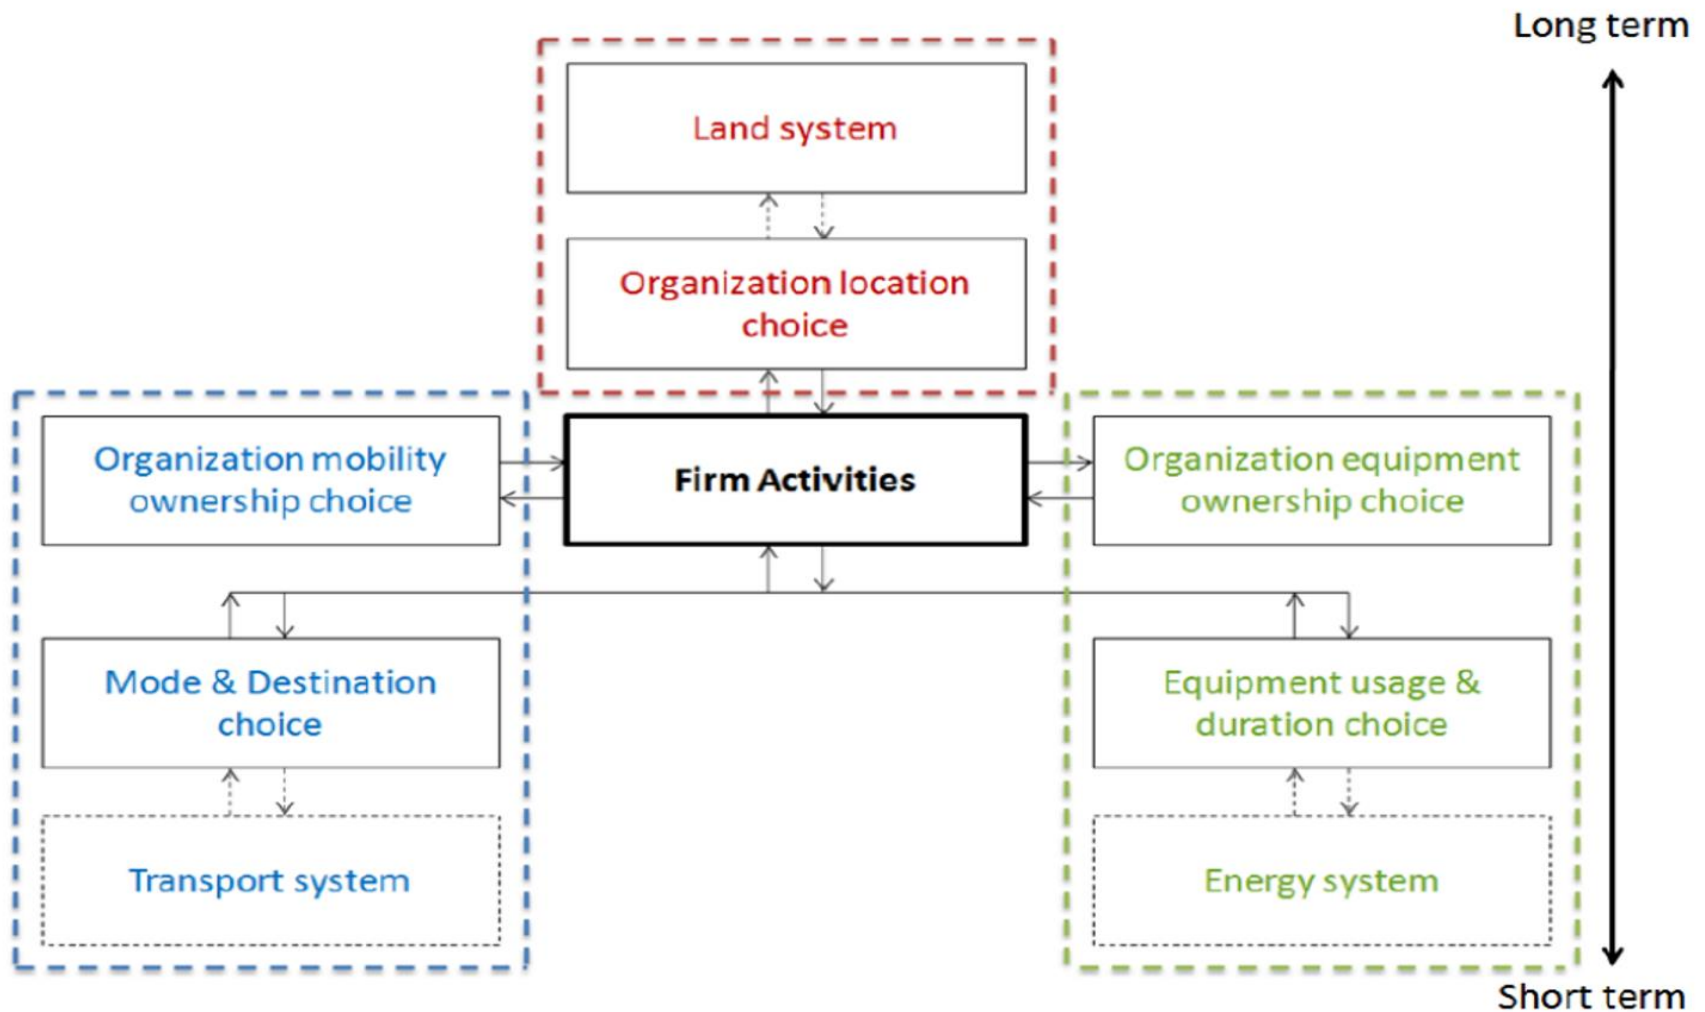 Long term
Land system
Organization location
choice
Organization mobility
ownership choice
Firm Activities
Organization equipment
ownership choice
Mode & Destination
choice
Equipment usage &
duration choice
Transport system
Energy system
Short term